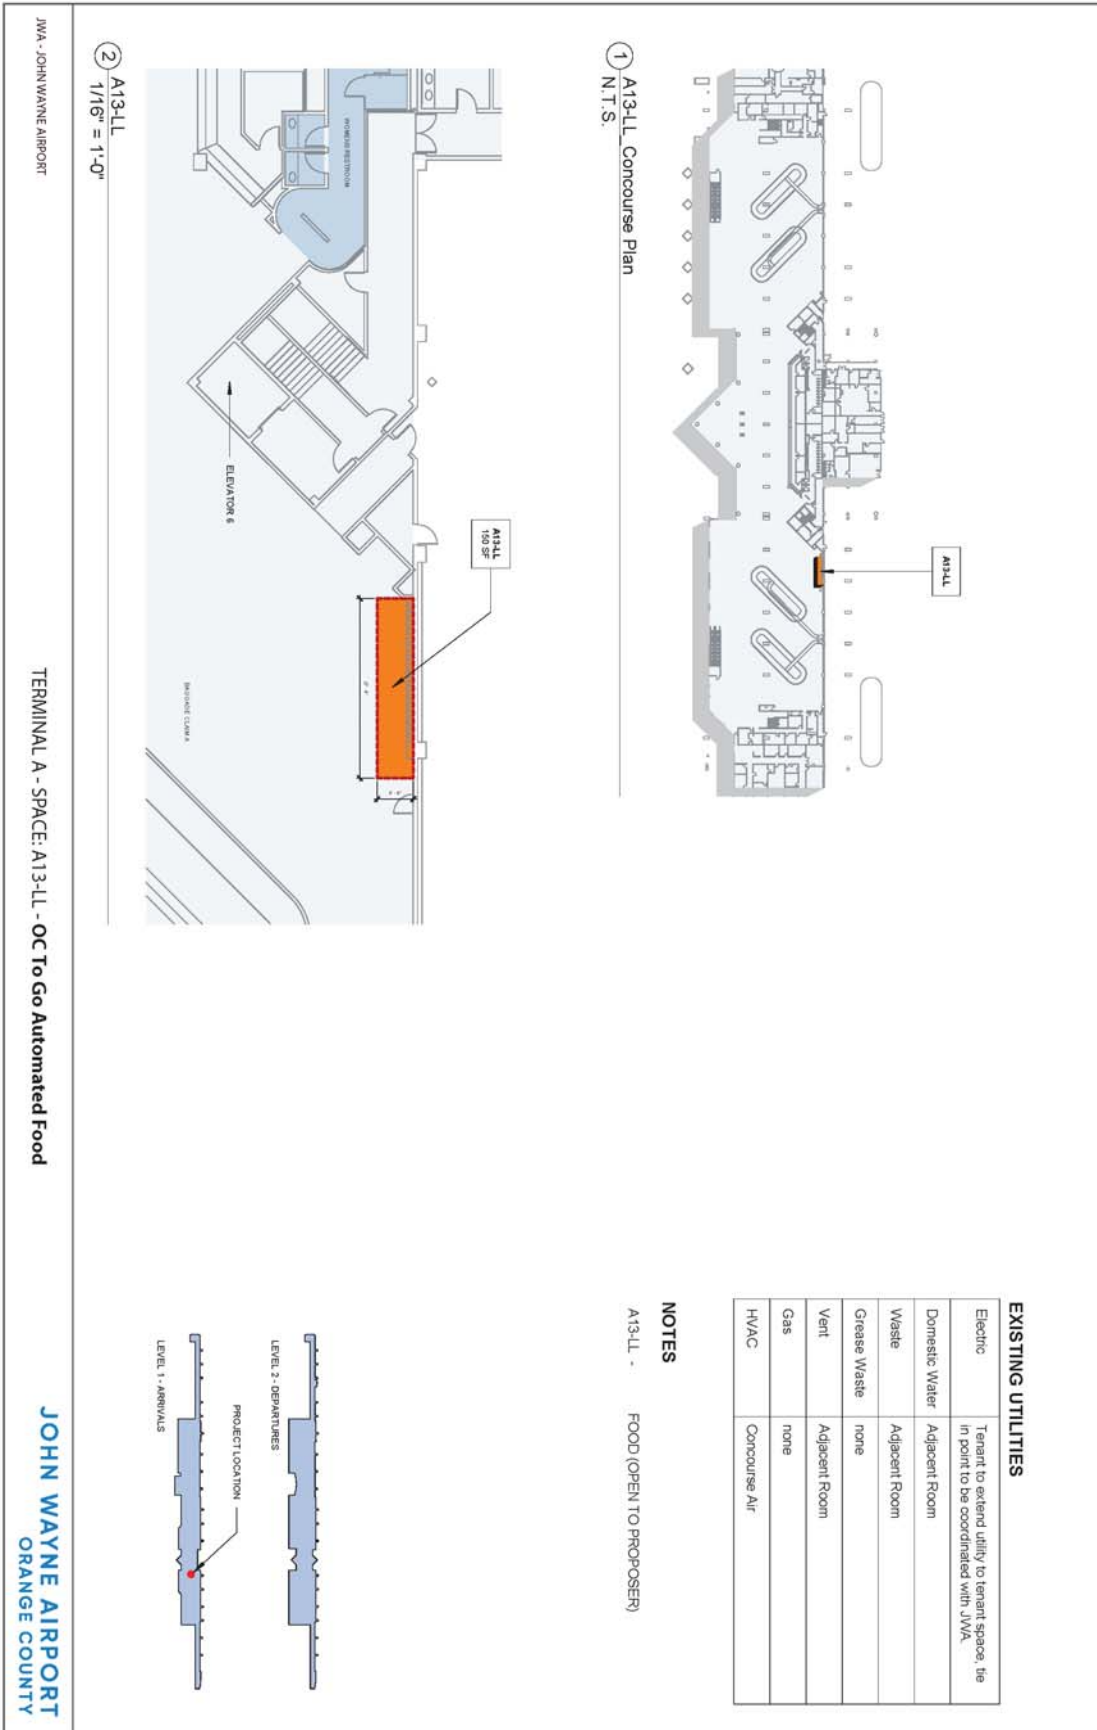 A13-LL
1
A13-LL_Concourse Plan
N.T.S.
WOMENS RESTROOM
ELEVATOR 6
A13-LL
150 SF
BAGGAGE CLAIM A
2
A13-LL
1/16" = 1'-0"
EXISTING UTILITIES
Electric Tenant to extend utility to tenant space, tie
in point to be coordinated with JWA.
Domestic Water Adjacent Room
Waste Adjacent Room
Grease Waste none
Vent Adjacent Room
Gas none
HVAC Concourse Air
NOTES
A13-LL - FOOD (OPEN TO PROPOSER)
LEVEL 2 - DEPARTURES
PROJECT LOCATION
LEVEL 1 - ARRIVALS
JWA - JOHN WAYNE AIRPORT
TERMINAL A - SPACE: A13-LL - OC To Go Automated Food
JOHN WAYNE AIRPORT
ORANGE COUNTY